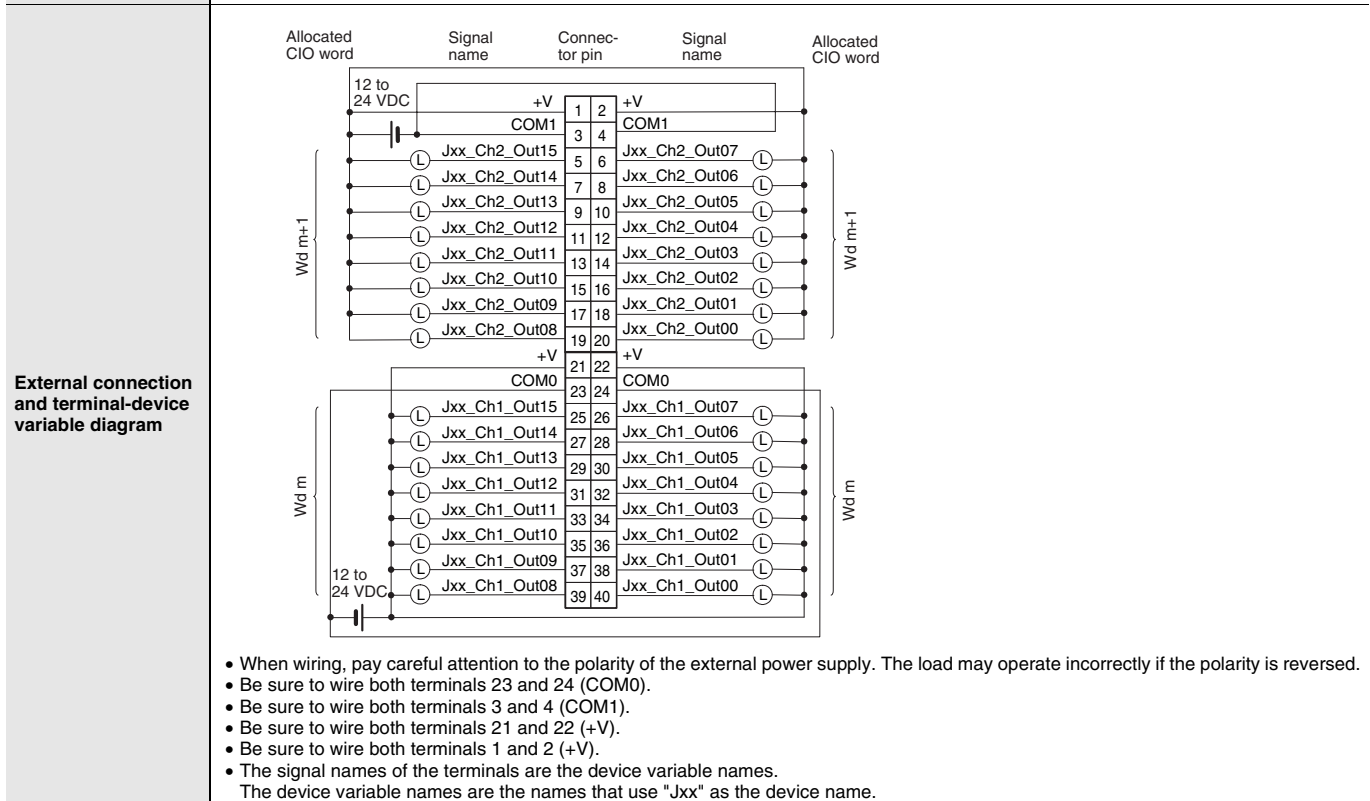 External connection
and terminal-device
variable diagram
Allocated
CIO word
Signal
name
Connec-
tor pin
Signal
name
Allocated
CIO word
12 to
24 VDC
+V 1 2 +V
COM1 3 4 COM1
L Jxx_Ch2_Out15 5 6 Jxx_Ch2_Out07 L
L Jxx_Ch2_Out14 7 8 Jxx_Ch2_Out06 L
L Jxx_Ch2_Out13 9 10 Jxx_Ch2_Out05 L
L Jxx_Ch2_Out12 11 12 Jxx_Ch2_Out04 L
L Jxx_Ch2_Out11 13 14 Jxx_Ch2_Out03 L
L Jxx_Ch2_Out10 15 16 Jxx_Ch2_Out02 L
L Jxx_Ch2_Out09 17 18 Jxx_Ch2_Out01 L
L Jxx_Ch2_Out08 19 20 Jxx_Ch2_Out00 L
Wd m+1
Wd m+1
+V 21 22 +V
COM0 23 24 COM0
L Jxx_Ch1_Out15 25 26 Jxx_Ch1_Out07 L
L Jxx_Ch1_Out14 27 28 Jxx_Ch1_Out06 L
L Jxx_Ch1_Out13 29 30 Jxx_Ch1_Out05 L
L Jxx_Ch1_Out12 31 32 Jxx_Ch1_Out04 L
L Jxx_Ch1_Out11 33 34 Jxx_Ch1_Out03 L
L Jxx_Ch1_Out10 35 36 Jxx_Ch1_Out02 L
L Jxx_Ch1_Out09 37 38 Jxx_Ch1_Out01 L
L Jxx_Ch1_Out08 39 40 Jxx_Ch1_Out00 L
Wd m
Wd m
12 to
24 VDC
• When wiring, pay careful attention to the polarity of the external power supply. The load may operate incorrectly if the polarity is reversed.
• Be sure to wire both terminals 23 and 24 (COM0).
• Be sure to wire both terminals 3 and 4 (COM1).
• Be sure to wire both terminals 21 and 22 (+V).
• Be sure to wire both terminals 1 and 2 (+V).
• The signal names of the terminals are the device variable names.
The device variable names are the names that use "Jxx" as the device name.